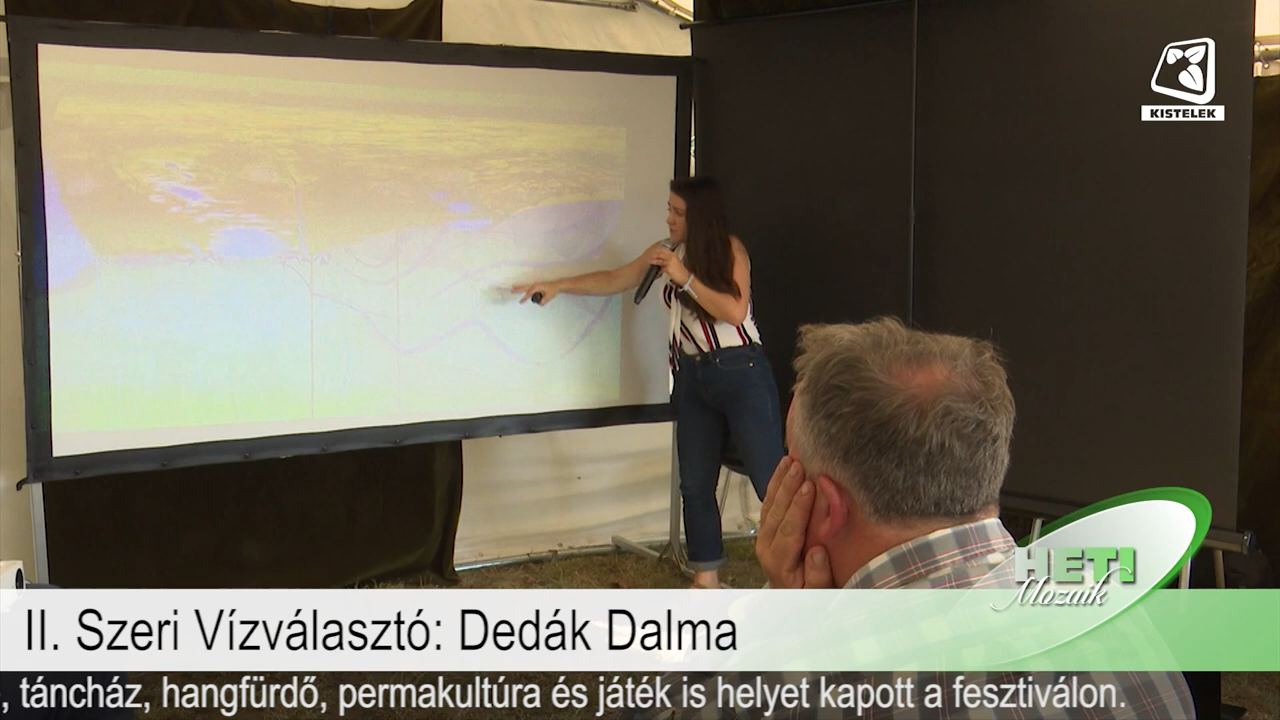 KISTELEK
HETI
Mozaik
II. Szeri Vízválasztó: Dedák Dalma
, táncház, hangfürdő, permakultúra és játék is helyet kapott a fesztiválon.